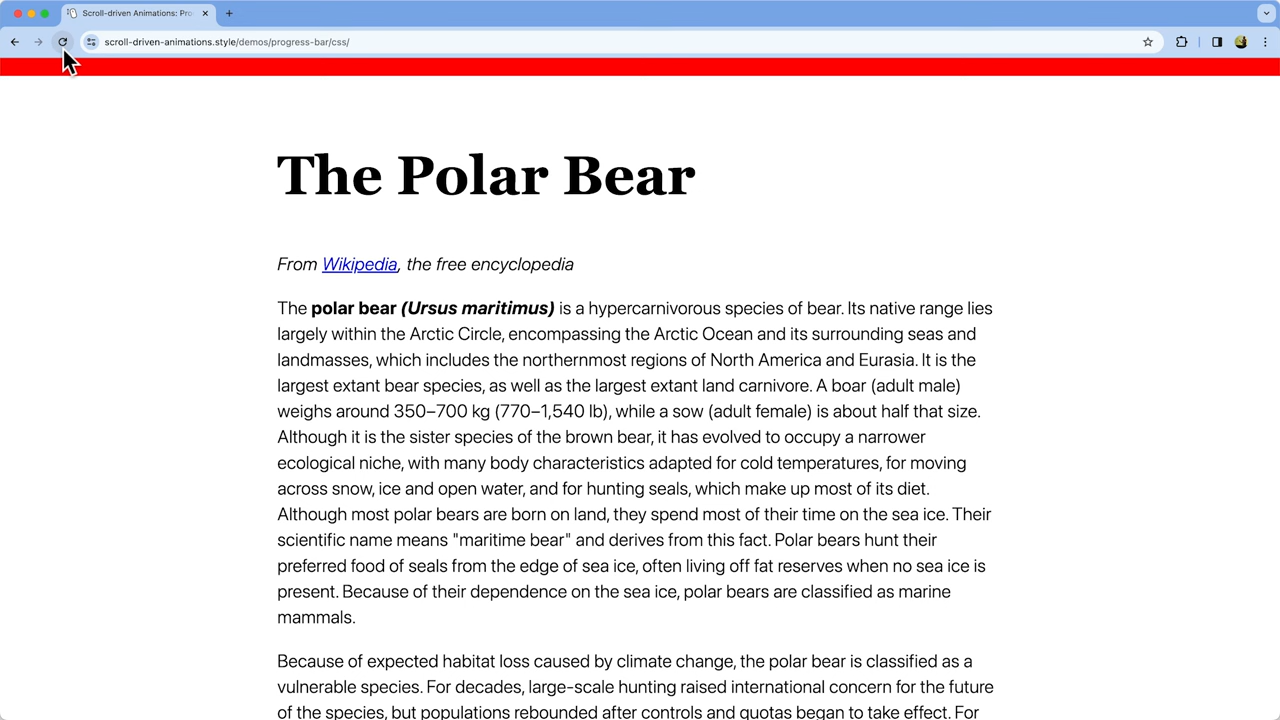 Scroll-driven Animations: Pro
scroll-driven-animations.style/demos/progress-bar/css/
The Polar Bear
From Wikipedia, the free encyclopedia
The polar bear (Ursus maritimus) is a hypercarnivorous species of bear. Its native range lies
largely within the Arctic Circle, encompassing the Arctic Ocean and its surrounding seas and
landmasses, which includes the northernmost regions of North America and Eurasia. It is the
largest extant bear species, as well as the largest extant land carnivore. A boar (adult male)
weighs around 350–700 kg (770–1,540 lb), while a sow (adult female) is about half that size.
Although it is the sister species of the brown bear, it has evolved to occupy a narrower
ecological niche, with many body characteristics adapted for cold temperatures, for moving
across snow, ice and open water, and for hunting seals, which make up most of its diet.
Although most polar bears are born on land, they spend most of their time on the sea ice. Their
scientific name means "maritime bear" and derives from this fact. Polar bears hunt their
preferred food of seals from the edge of sea ice, often living off fat reserves when no sea ice is
present. Because of their dependence on the sea ice, polar bears are classified as marine
mammals.
Because of expected habitat loss caused by climate change, the polar bear is classified as a
vulnerable species. For decades, large-scale hunting raised international concern for the future
of the species, but populations rebounded after controls and quotas began to take effect. For